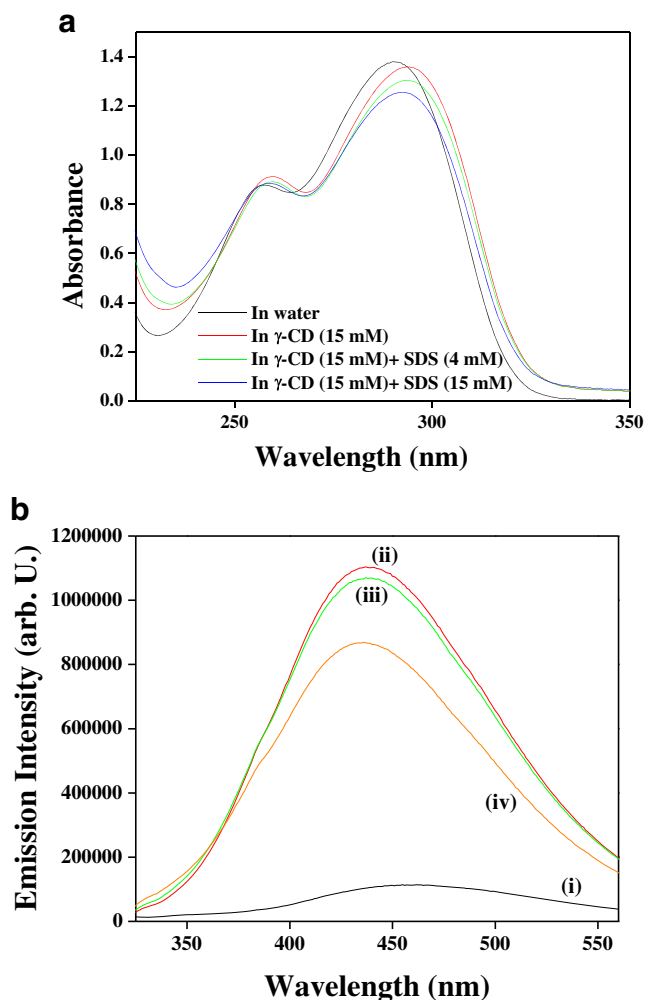 a
1.4
1.2
1.0
0.8
0.6
0.4
0.2
0.0
Absorbance
In water
In γ-CD (15 mM)
In γ-CD (15 mM)+ SDS (4 mM)
In γ-CD (15 mM)+ SDS (15 mM)
250
300
350
Wavelength (nm)
b
1200000
1000000
800000
600000
400000
200000
0
Emission Intensity (arb. U.)
(ii)
(iii)
(iv)
(i)
350
400
450
500
550
Wavelength (nm)